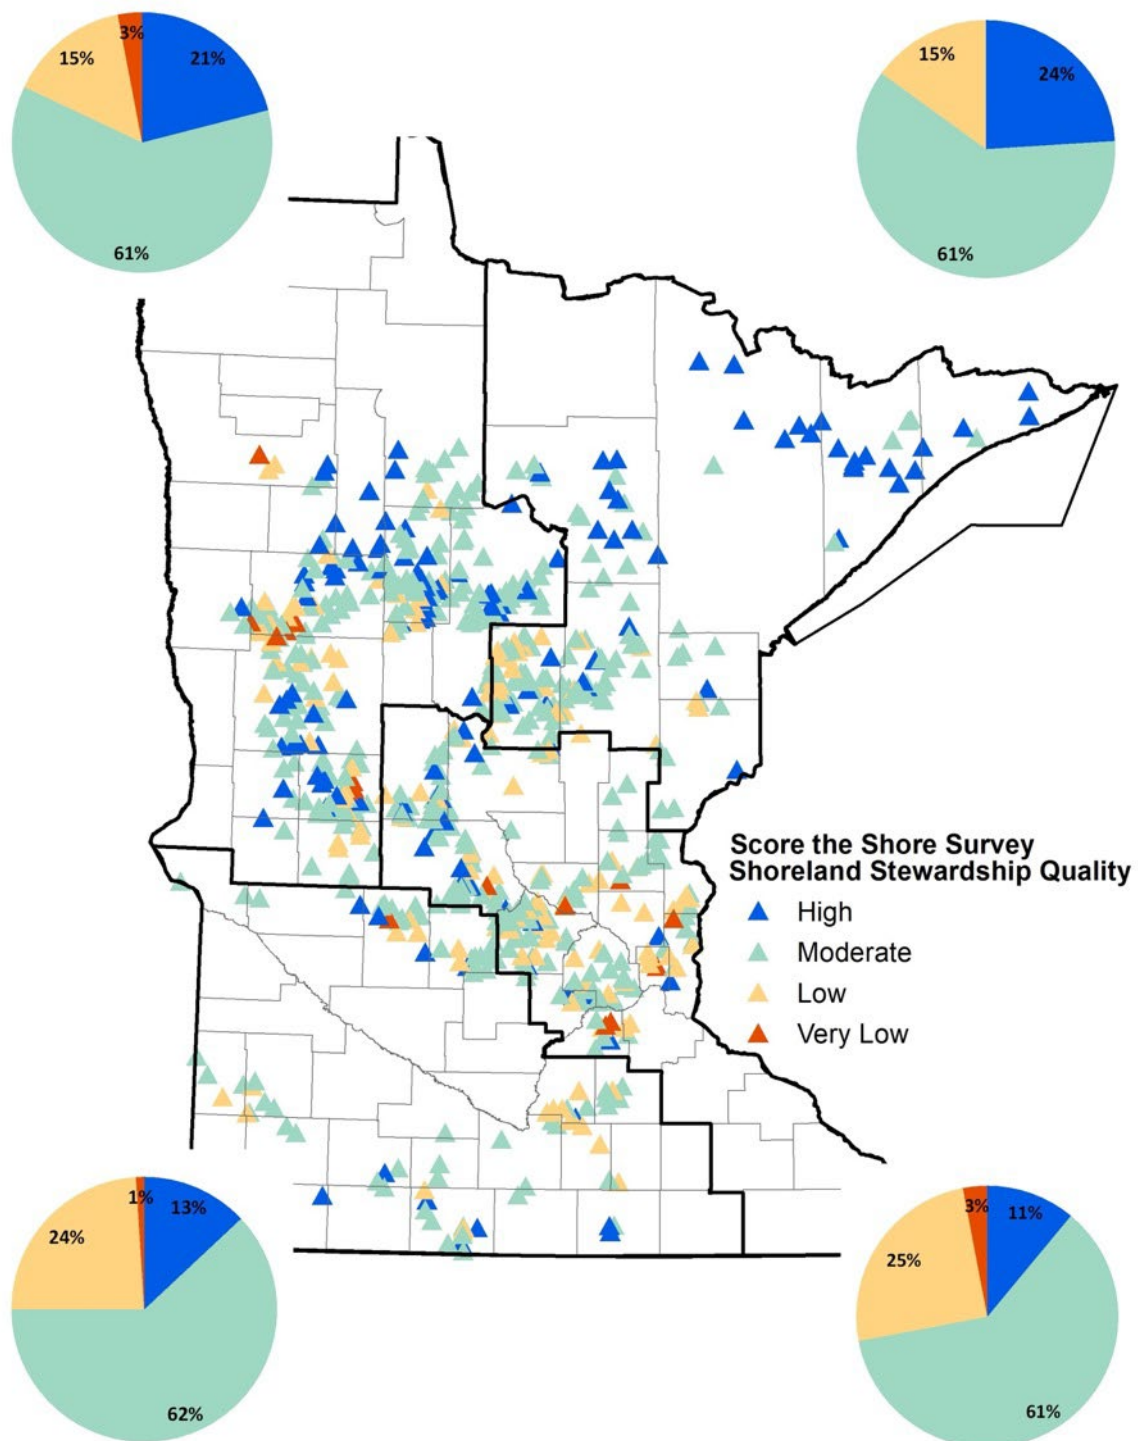 3%
15%
21%
61%
15%
24%
61%
Score the Shore Survey
Shoreland Stewardship Quality
High
Moderate
Low
Very Low
1%
13%
24%
62%
3%
11%
25%
61%